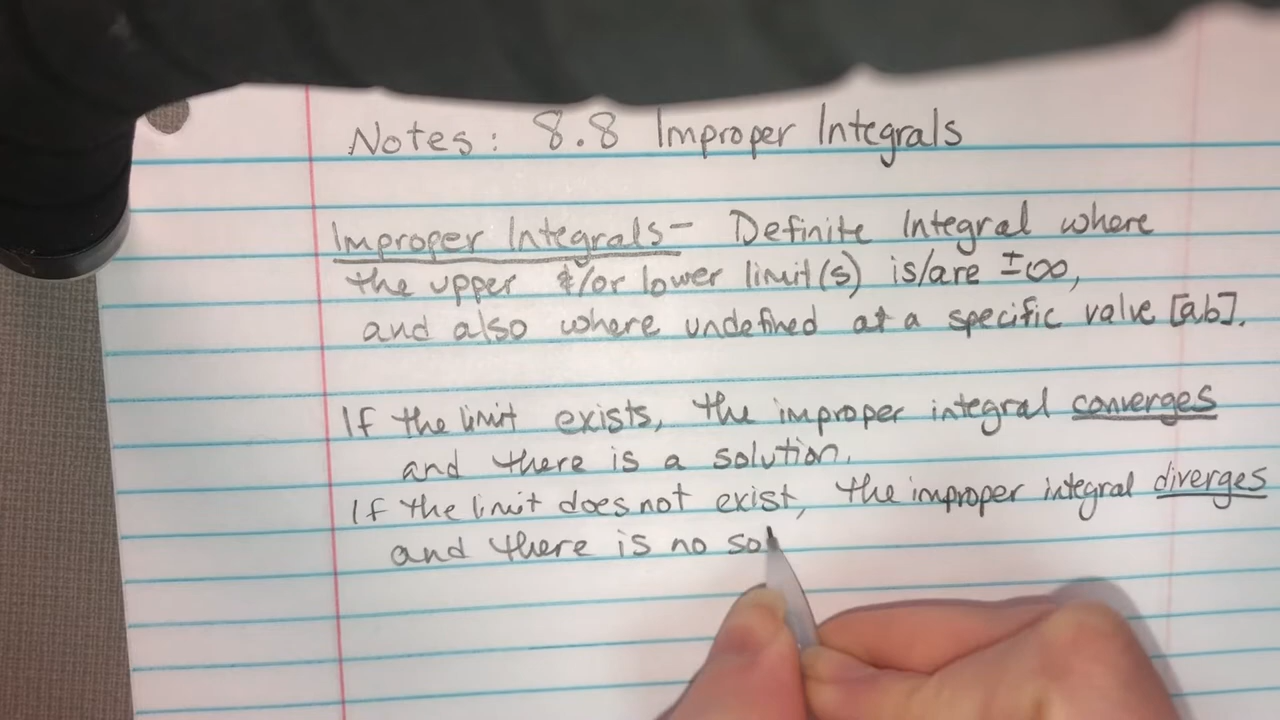 Notes: 8.8 Improper Integrals
Improper Integrals- Definite Integral where
the upper &/or lower limit(s) is/are ±∞,
and also where undefined at a specific value [a,b].
If the limit exists, the improper integral converges
and there is a solution.
If the limit does not exist, the improper integral diverges
and there is no sol